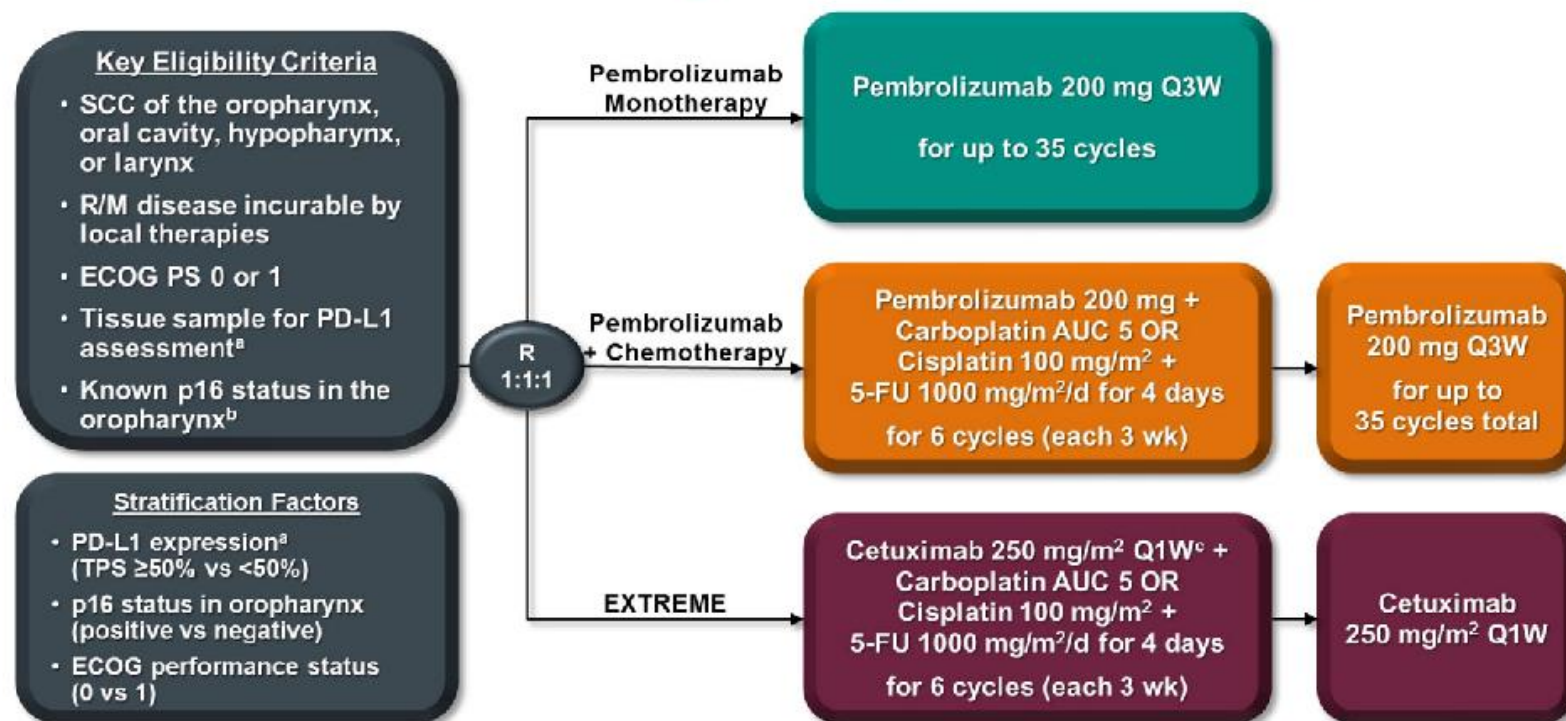 Key Eligibility Criteria
• SCC of the oropharynx,
oral cavity, hypopharynx,
or larynx
• R/M disease incurable by
local therapies
• ECOG PS 0 or 1
• Tissue sample for PD-L1
assessmentᵃ
• Known p16 status in the
oropharynxᵇ
Stratification Factors
• PD-L1 expressionᵃ
(TPS ≥50% vs <50%)
• p16 status in oropharynx
(positive vs negative)
• ECOG performance status
(0 vs 1)
R
1:1:1
Pembrolizumab
Monotherapy
Pembrolizumab 200 mg Q3W
for up to 35 cycles
Pembrolizumab
+ Chemotherapy
Pembrolizumab 200 mg +
Carboplatin AUC 5 OR
Cisplatin 100 mg/m² +
5-FU 1000 mg/m²/d for 4 days
for 6 cycles (each 3 wk)
Pembrolizumab
200 mg Q3W
for up to
35 cycles total
EXTREME
Cetuximab 250 mg/m² Q1Wᶜ +
Carboplatin AUC 5 OR
Cisplatin 100 mg/m² +
5-FU 1000 mg/m²/d for 4 days
for 6 cycles (each 3 wk)
Cetuximab
250 mg/m² Q1W